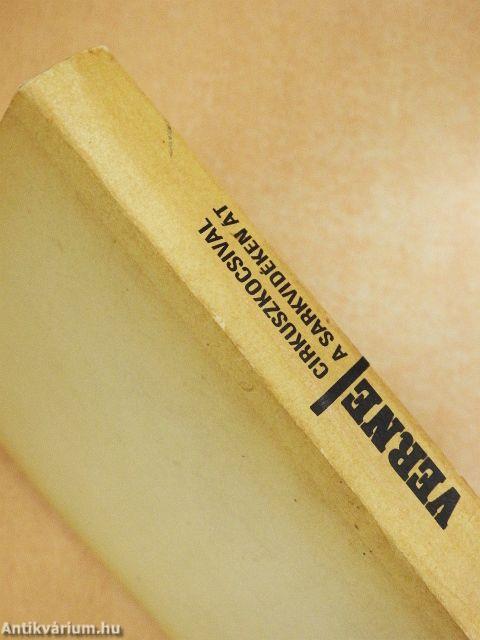 VERNE
CIRKUSZKOCSIVAL
A SARKVIDÉKEN ÁT
Antikvárium.hu